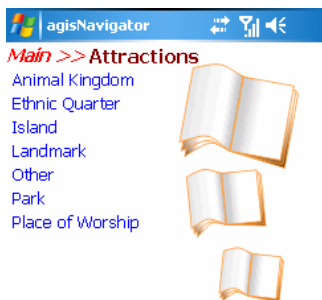 agisNavigator
Main >> Attractions
Animal Kingdom
Ethnic Quarter
Island
Landmark
Other
Park
Place of Worship